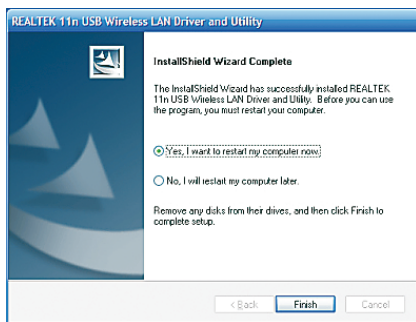 REALTEK 11n USB Wireless LAN Driver and Utility
InstallShield Wizard Complete
The InstallShield Wizard has successfully installed REALTEK
11n USB Wireless LAN Driver and Utility. Before you can use
the program, you must restart your computer.
Yes, I want to restart my computer now.
No, I will restart my computer later.
Remove any disks from their drives, and then click Finish to
complete setup.
< Back
Finish
Cancel